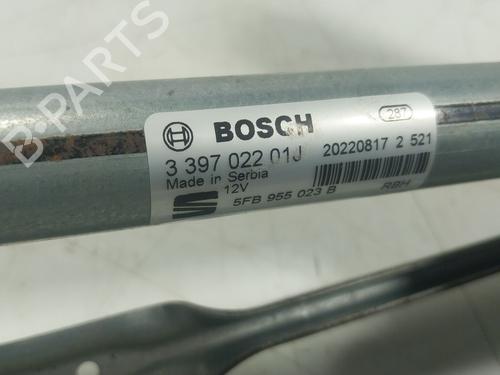 B-Parts
BOSCH
287
3 397 022 01J
20220817 2 521
Made in Serbia
12V
5FB 955 023 B
RBH